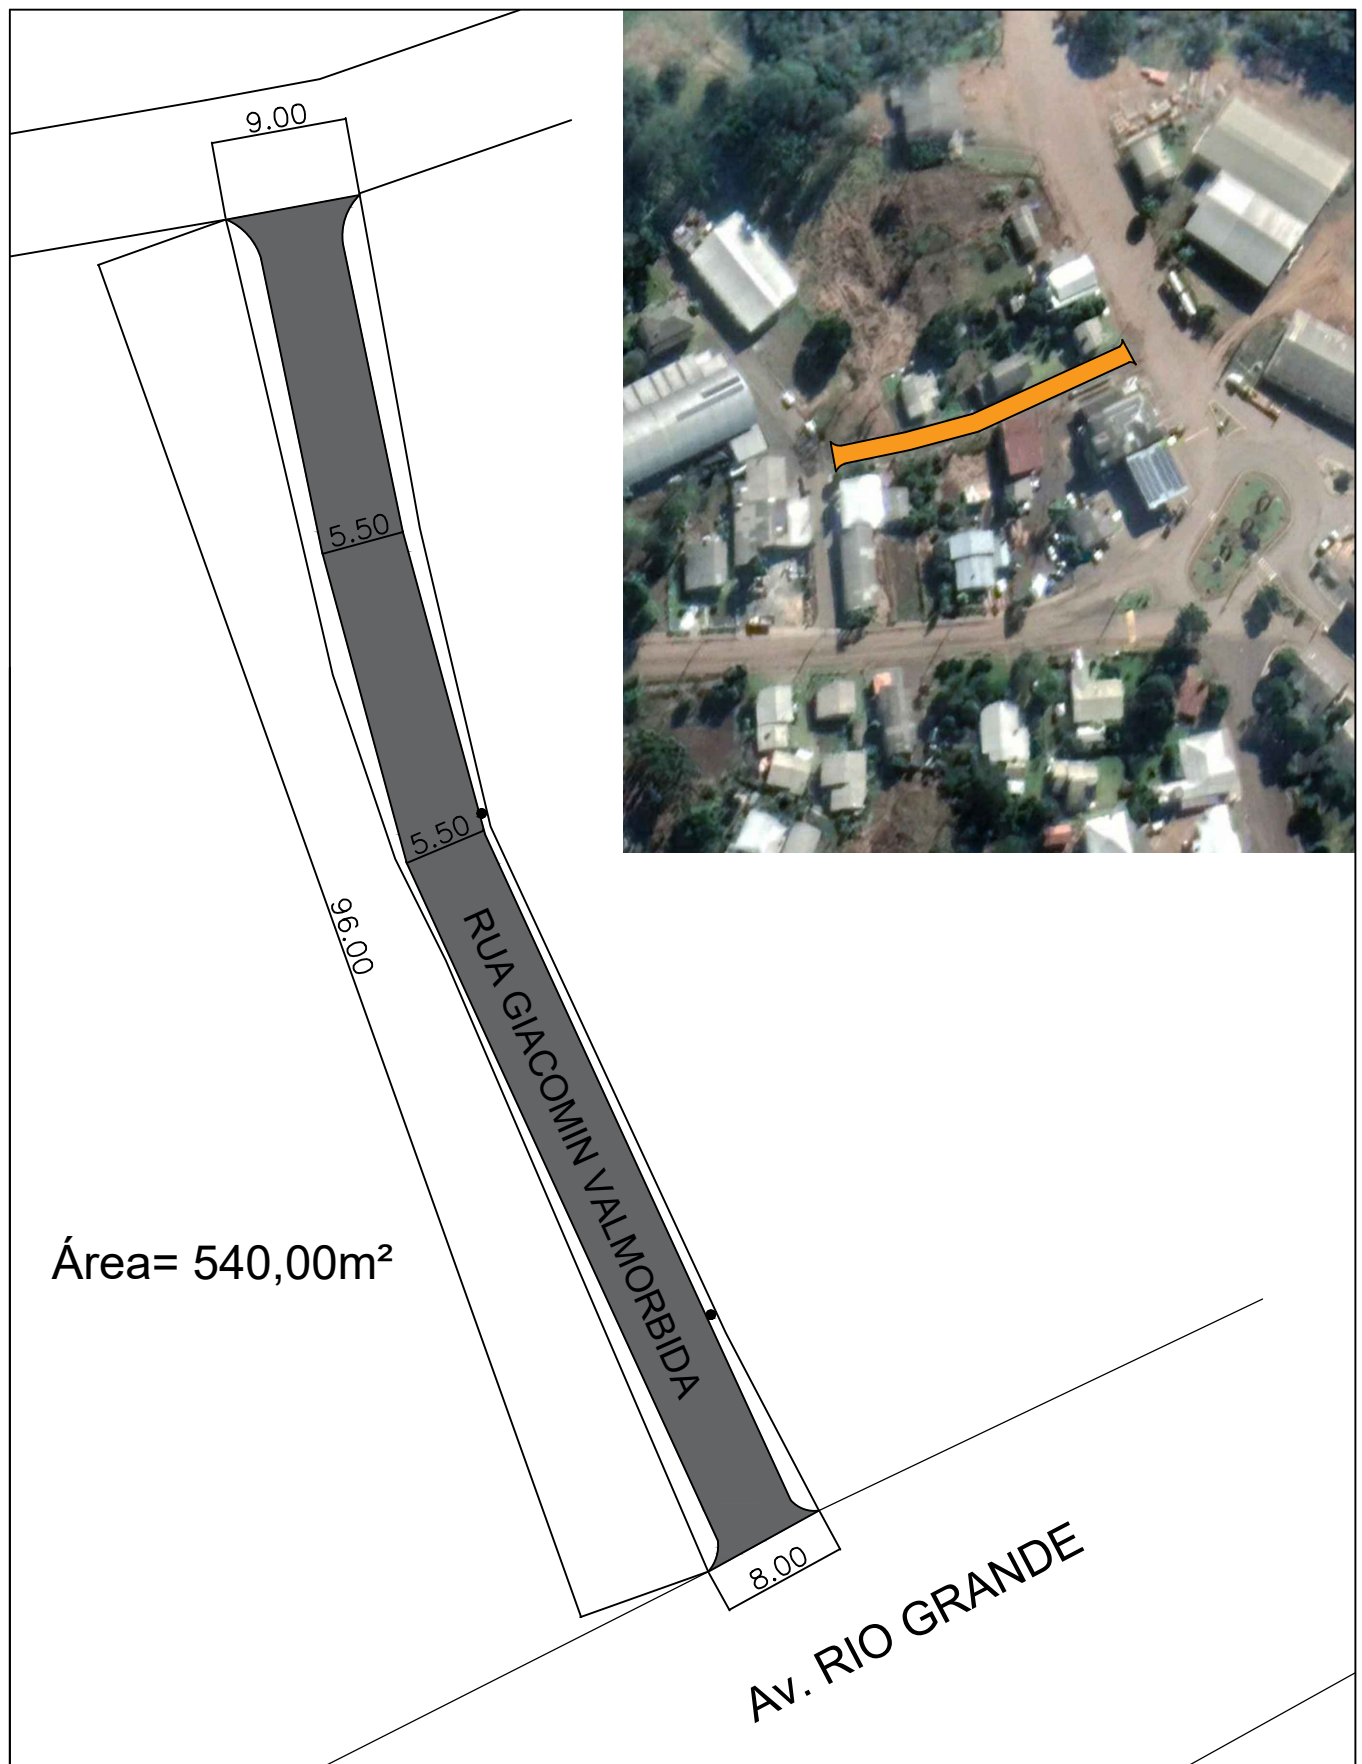 9.00
5.50
5.50
96.00
RUA GIACOMIN VALMORBIDA
Área= 540,00m²
8.00
Av. RIO GRANDE